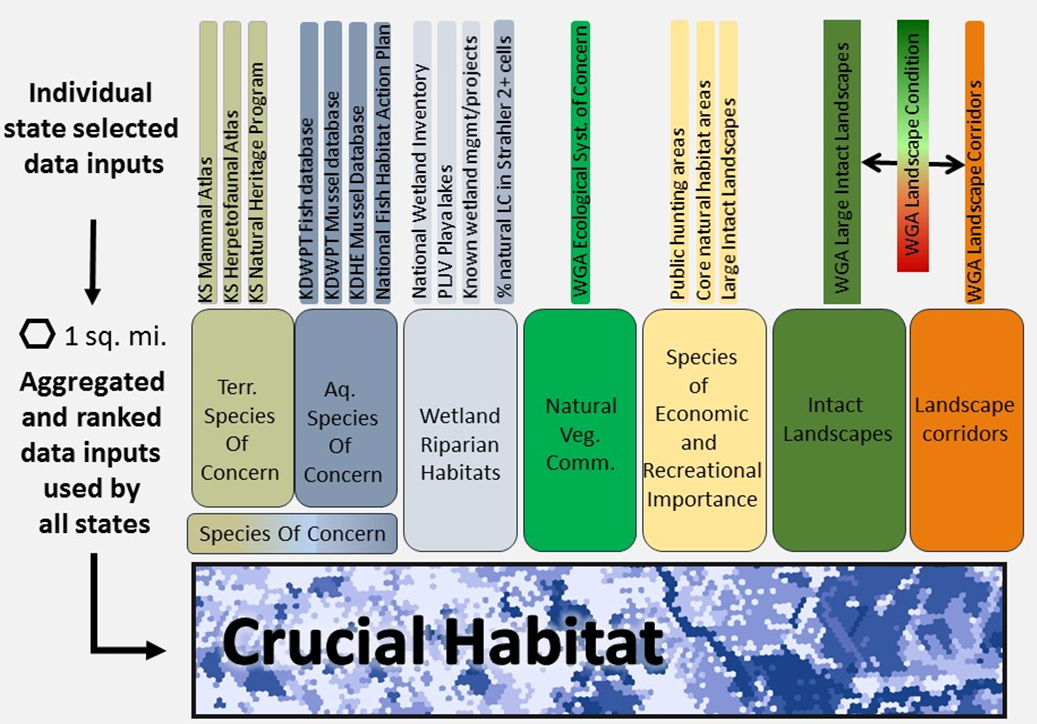 Individual
state selected
data inputs
KS Mammal Atlas
KS Herpetofaunal Atlas
KS Natural Heritage Program
KDWPT Fish database
KDWPT Mussel database
KDHE Mussel Database
National Fish Habitat Action Plan
National Wetland Inventory
PLJV Playa lakes
Known wetland mgmt/projects
% natural LC in Strahler 2+ cells
WGA Ecological Syst. of Concern
Public hunting areas
Core natural habitat areas
Large Intact Landscapes
WGA Large Intact Landscapes
WGA Landscape Condition
WGA Landscape Corridors
1 sq. mi.
Aggregated
and ranked
data inputs
used by
all states
Terr.
Species
Of
Concern
Aq.
Species
Of
Concern
Species Of Concern
Wetland
Riparian
Habitats
Natural
Veg.
Comm.
Species
of
Economic
and
Recreational
Importance
Intact
Landscapes
Landscape
corridors
Crucial Habitat